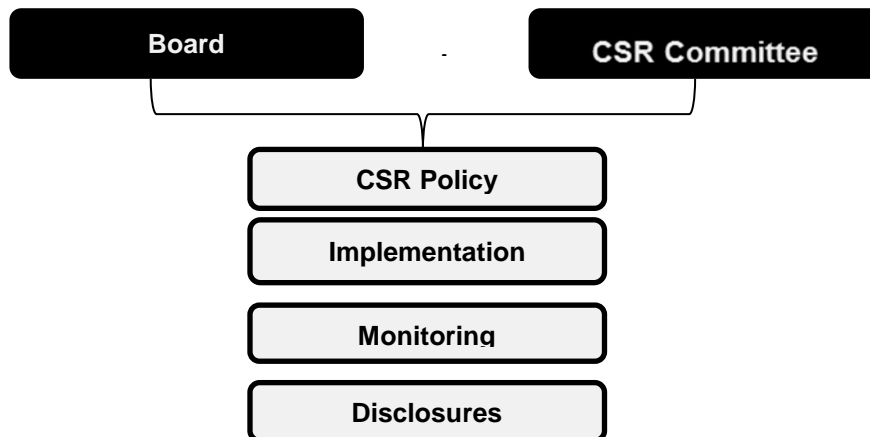 Board
-
CSR Committee
CSR Policy
Implementation
Monitoring
Disclosures